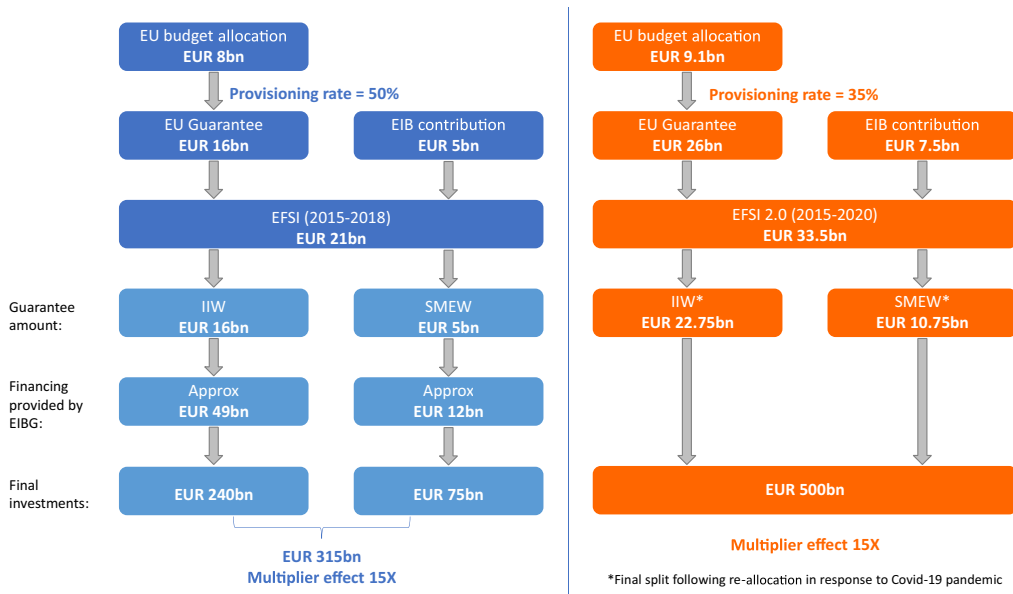 EU budget allocation
EUR 8bn
Provisioning rate = 50%
EU Guarantee
EUR 16bn
EIB contribution
EUR 5bn
EFSI (2015-2018)
EUR 21bn
Guarantee
amount:
IIW
EUR 16bn
SMEW
EUR 5bn
Financing
provided by
EIBG:
Approx
EUR 49bn
Approx
EUR 12bn
Final
investments:
EUR 240bn
EUR 75bn
EUR 315bn
Multiplier effect 15X
EU budget allocation
EUR 9.1bn
Provisioning rate = 35%
EU Guarantee
EUR 26bn
EIB contribution
EUR 7.5bn
EFSI 2.0 (2015-2020)
EUR 33.5bn
IIW*
EUR 22.75bn
SMEW*
EUR 10.75bn
EUR 500bn
Multiplier effect 15X
*Final split following re-allocation in response to Covid-19 pandemic